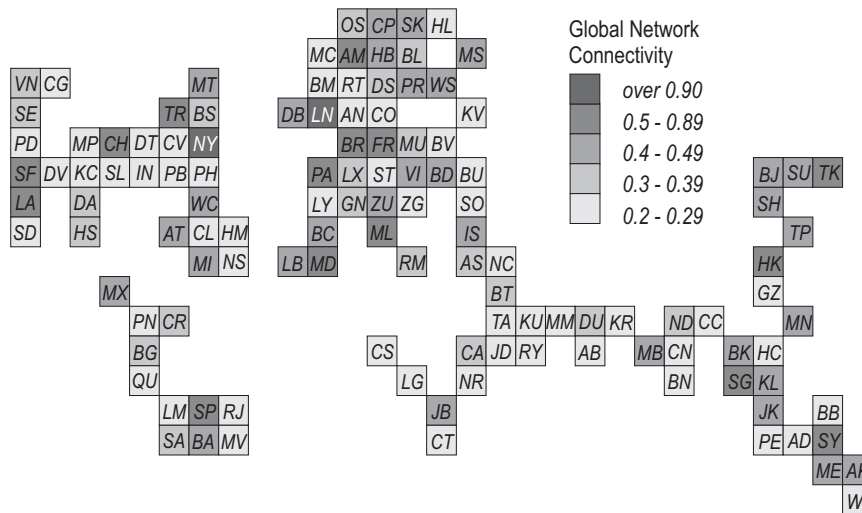 OS CP SK HL
MC AM HB BL MS
BM RT DS PR WS
DB LN AN CO KV
BR FR MU BV
PA LX ST VI BD BU
LY GN ZU ZG SO
BC ML IS
LB MD RM AS NC
BT
TA KU MM DU KR ND CC
CS CA JD RY AB MB CN BK HC
LG NR BN SG KL
JB JK BB
CT PE AD SY
ME AK
W
VN CG MT
SE TR BS
PD MP CH DT CV NY
SF DV KC SL IN PB PH
LA DA WC
SD HS AT CL HM
MI NS
MX
PN CR
BG
QU
LM SP RJ
SA BA MV
BJ SU TK
SH
TP
HK
GZ
MN
Global Network
Connectivity
over 0.90
0.5 - 0.89
0.4 - 0.49
0.3 - 0.39
0.2 - 0.29